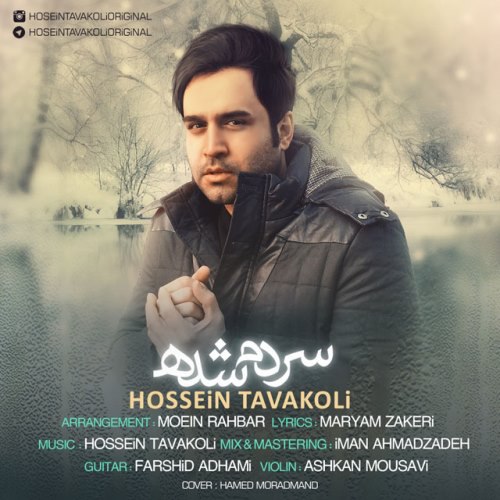 HOSEiNTAVAKOLiORiGiNAL
HOSEiNTAVAKOLiORiGiNAL
سردم شده
HOSSEiN TAVAKOLi
ARRANGEMENT : MOEIN RAHBAR LYRICS : MARYAM ZAKERi
MUSIC : HOSSEiN TAVAKOLi MIX & MASTERING : iMAN AHMADZADEH
GUITAR : FARSHiD ADHAMi VIOLIN : ASHKAN MOUSAVi
COVER : HAMED MORADMAND